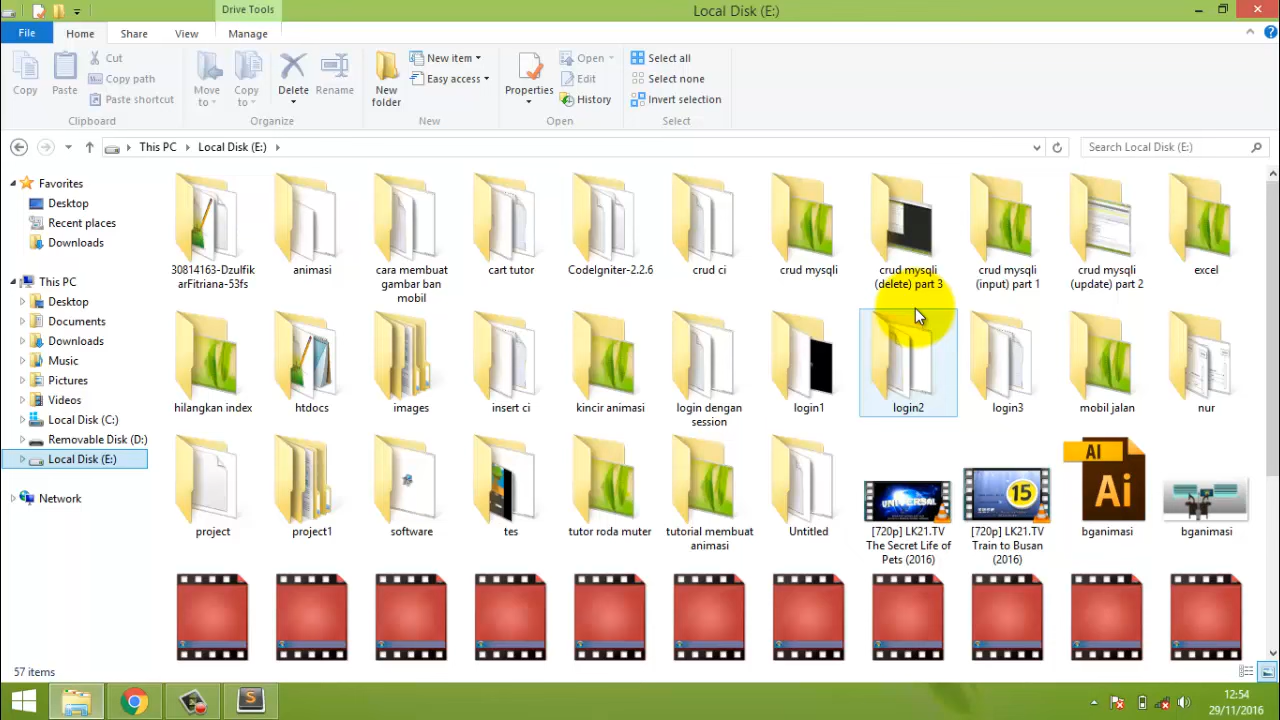 Drive Tools
Local Disk (E:)
File
Home
Share
View
Manage
Copy
Paste
Cut
Copy path
Paste shortcut
Clipboard
Move to
Copy to
Delete
Rename
Organize
New folder
New item
Easy access
New
Properties
Open
Edit
History
Open
Select all
Select none
Invert selection
Select
This PC
Local Disk (E:)
Search Local Disk (E:)
Favorites
Desktop
Recent places
Downloads
This PC
Desktop
Documents
Downloads
Music
Pictures
Videos
Local Disk (C:)
Removable Disk (D:)
Local Disk (E:)
Network
30814163-Dzulfik
arFitriana-53fs
animasi
cara membuat
gambar ban
mobil
cart tutor
CodeIgniter-2.2.6
crud ci
crud mysqli
crud mysqli
(delete) part 3
crud mysqli
(input) part 1
crud mysqli
(update) part 2
excel
hilangkan index
htdocs
images
insert ci
kincir animasi
login dengan
session
login1
login2
login3
mobil jalan
nur
project
project1
software
tes
tutor roda muter
tutorial membuat
animasi
Untitled
UNIVERSAL
[720p] LK21.TV
The Secret Life of
Pets (2016)
15
[720p] LK21.TV
Train to Busan
(2016)
AI
Ai
bganimasi
bganimasi
57 items
S
12:54
29/11/2016